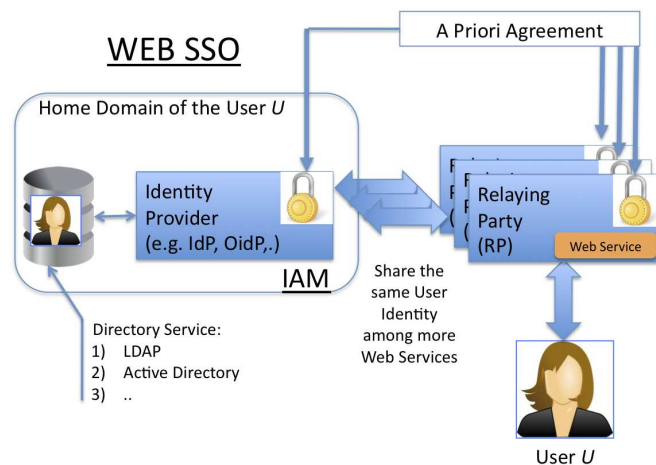 WEB SSO
A Priori Agreement
Home Domain of the User U
Identity
Provider
(e.g. IdP, OidP,.)
IAM
Relaying
Party
(RP)
Web Service
Share the
same User
Identity
among more
Web Services
Directory Service:
1) LDAP
2) Active Directory
3) ..
User U